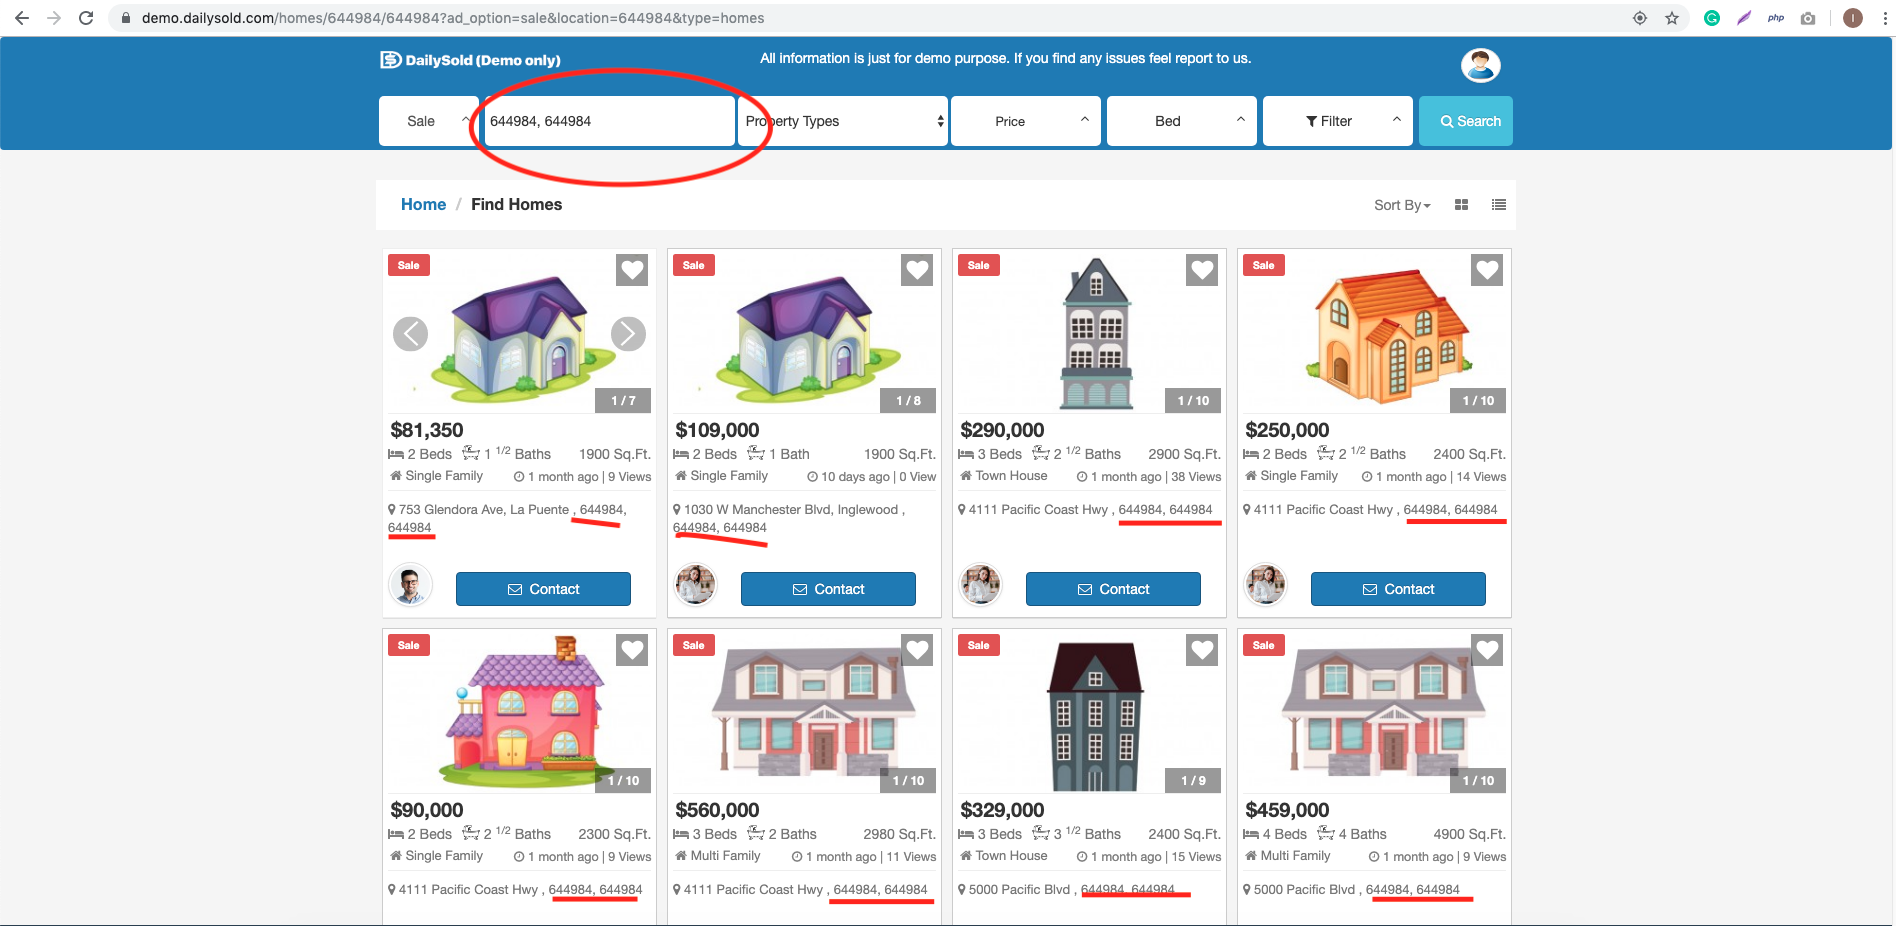 demo.dailysold.com/homes/644984/644984?ad_option=sale&location=644984&type=homes
php
I
DailySold (Demo only)
All information is just for demo purpose. If you find any issues feel report to us.
Sale
644984, 644984
Property Types
Price
Bed
Filter
Search
Home / Find Homes
Sort By
Sale
1 / 7
$81,350
2 Beds 1 1/2 Baths 1900 Sq.Ft.
Single Family 1 month ago | 9 Views
753 Glendora Ave, La Puente , 644984,
644984
Contact
Sale
1 / 8
$109,000
2 Beds 1 Bath 1900 Sq.Ft.
Single Family 10 days ago | 0 View
1030 W Manchester Blvd, Inglewood ,
644984, 644984
Contact
Sale
1 / 10
$290,000
3 Beds 2 1/2 Baths 2900 Sq.Ft.
Town House 1 month ago | 38 Views
4111 Pacific Coast Hwy , 644984, 644984
Contact
Sale
1 / 10
$250,000
2 Beds 2 1/2 Baths 2400 Sq.Ft.
Single Family 1 month ago | 14 Views
4111 Pacific Coast Hwy , 644984, 644984
Contact
Sale
1 / 10
$90,000
2 Beds 2 1/2 Baths 2300 Sq.Ft.
Single Family 1 month ago | 9 Views
4111 Pacific Coast Hwy , 644984, 644984
Sale
1 / 10
$560,000
3 Beds 2 Baths 2980 Sq.Ft.
Multi Family 1 month ago | 11 Views
4111 Pacific Coast Hwy , 644984, 644984
Sale
1 / 9
$329,000
3 Beds 3 1/2 Baths 2400 Sq.Ft.
Town House 1 month ago | 15 Views
5000 Pacific Blvd , 644984, 644984
Sale
1 / 10
$459,000
4 Beds 4 Baths 4900 Sq.Ft.
Multi Family 1 month ago | 9 Views
5000 Pacific Blvd , 644984, 644984